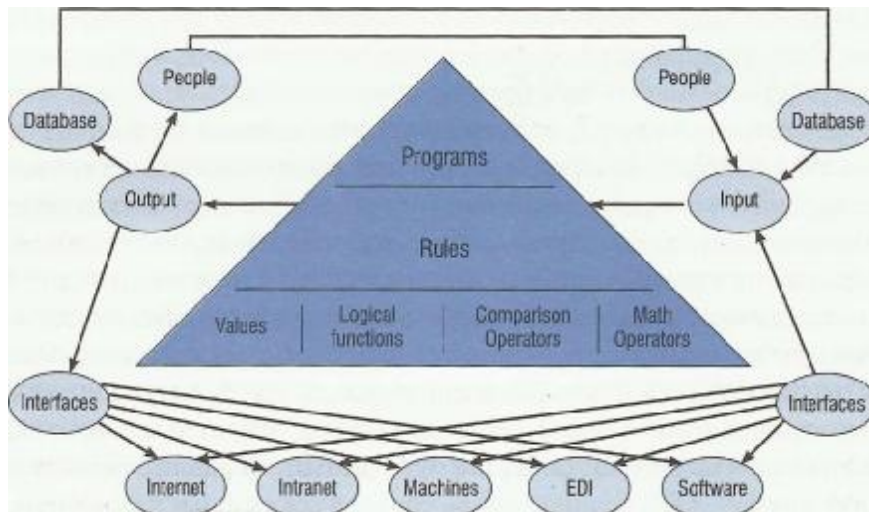 People
People
Database
Database
Programs
Output
Input
Rules
Values
Logical
functions
Comparison
Operators
Math
Operators
Interfaces
Interfaces
Internet
Intranet
Machines
EDI
Software